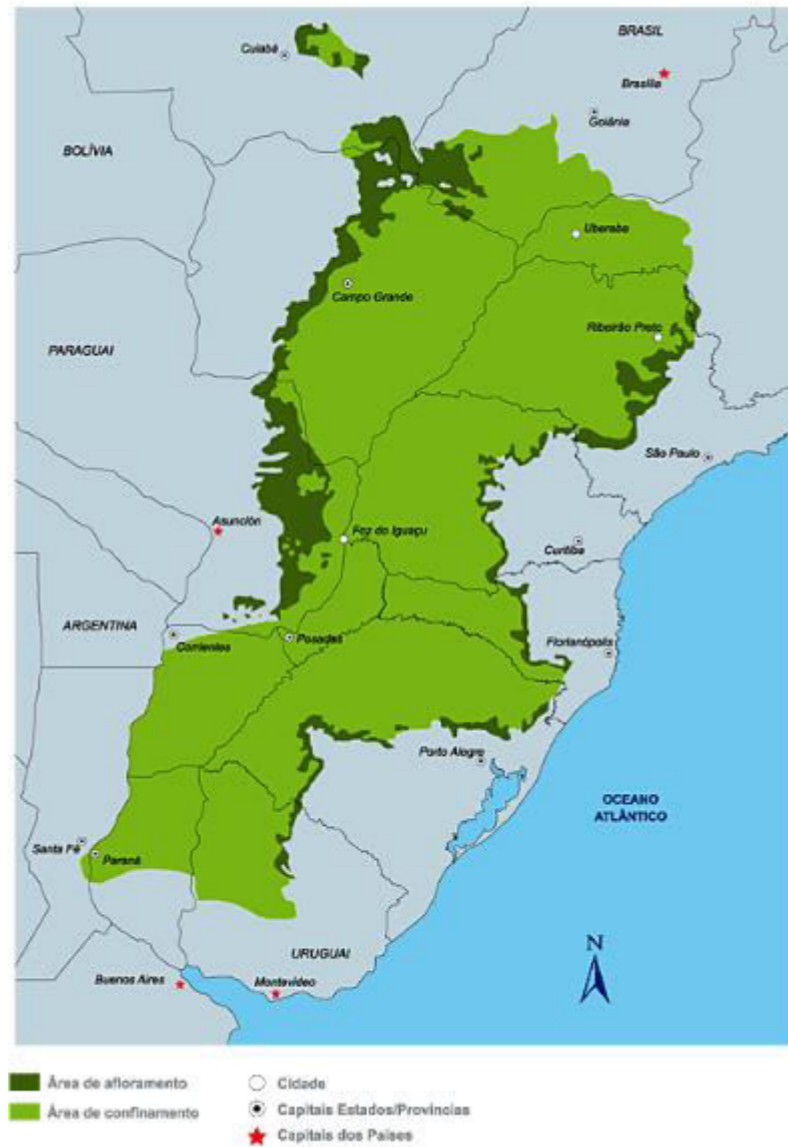 BRASIL
Cuiabá
Brasília
Goiânia
BOLÍVIA
Uberaba
Campo Grande
Ribeirão Preto
PARAGUAI
São Paulo
Asunción
Foz do Iguaçu
Curitiba
ARGENTINA
Posadas
Florianópolis
Corrientes
Porto Alegre
OCEANO
ATLÂNTICO
Santa Fé
Paraná
N
URUGUAI
Buenos Aires
Montevideo
Área de afloramento
Cidade
Área de confinamento
Capitais Estados/Províncias
Capitais dos Países